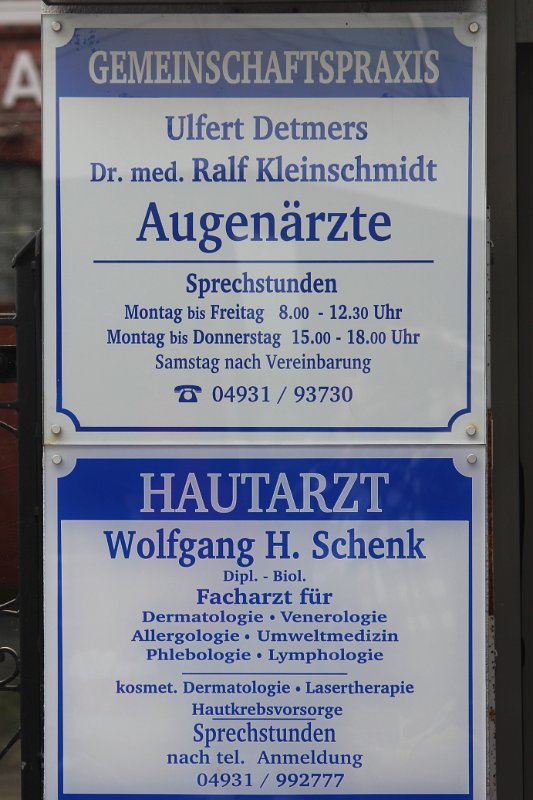 A
GEMEINSCHAFTSPRAXIS
Ulfert Detmers
Dr. med. Ralf Kleinschmidt
Augenärzte
Sprechstunden
Montag bis Freitag 8.00 - 12.30 Uhr
Montag bis Donnerstag 15.00 - 18.00 Uhr
Samstag nach Vereinbarung
☎ 04931 / 93730
HAUTARZT
Wolfgang H. Schenk
Dipl. - Biol.
Facharzt für
Dermatologie • Venerologie
Allergologie • Umweltmedizin
Phlebologie • Lymphologie
kosmet. Dermatologie • Lasertherapie
Hautkrebsvorsorge
Sprechstunden
nach tel. Anmeldung
04931 / 992777